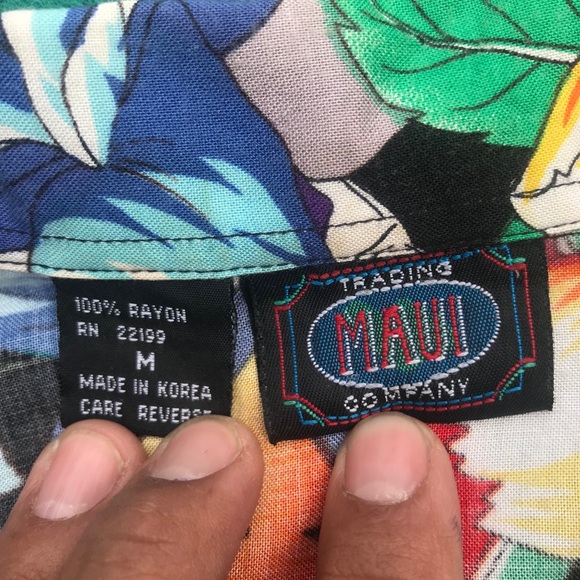 100% RAYON
RN 22199
M
MADE IN KOREA
CARE REVERSE
TRADING
MAUI
COMPANY